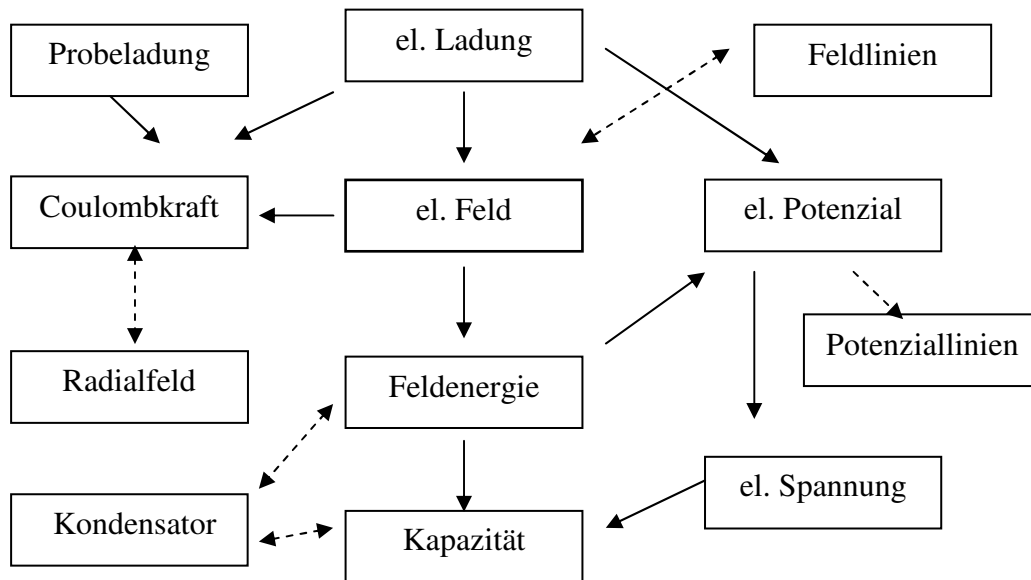 Probeladung
el. Ladung
Feldlinien
Coulombkraft
el. Feld
el. Potenzial
Potenziallinien
Radialfeld
Feldenergie
el. Spannung
Kondensator
Kapazität